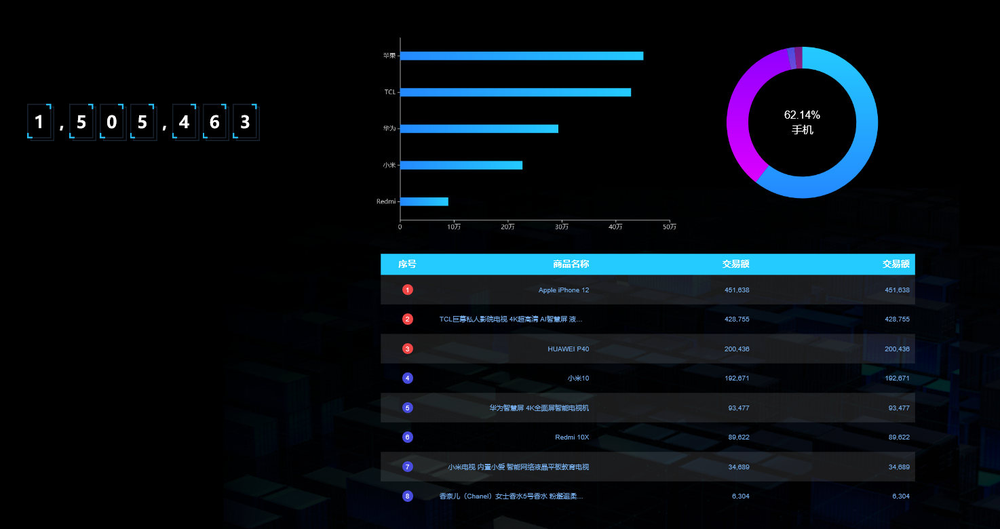 1,505,463
苹果
TCL
华为
小米
Redmi
0 10万 20万 30万 40万 50万
62.14%
手机
序号 商品名称 交易额 交易额
1 Apple iPhone 12 451,638 451,638
2 TCL巨幕私人影院电视 4K超高清 AI智慧屏 液... 428,755 428,755
3 HUAWEI P40 200,436 200,436
4 小米10 192,671 192,671
5 华为智慧屏 4K全面屏智能电视机 93,477 93,477
6 Redmi 10X 89,622 89,622
7 小米电视 内置小爱 智能网络液晶平板教育电视 34,689 34,689
8 香奈儿（Chanel）女士香水5号香水 粉邂逅柔... 6,304 6,304